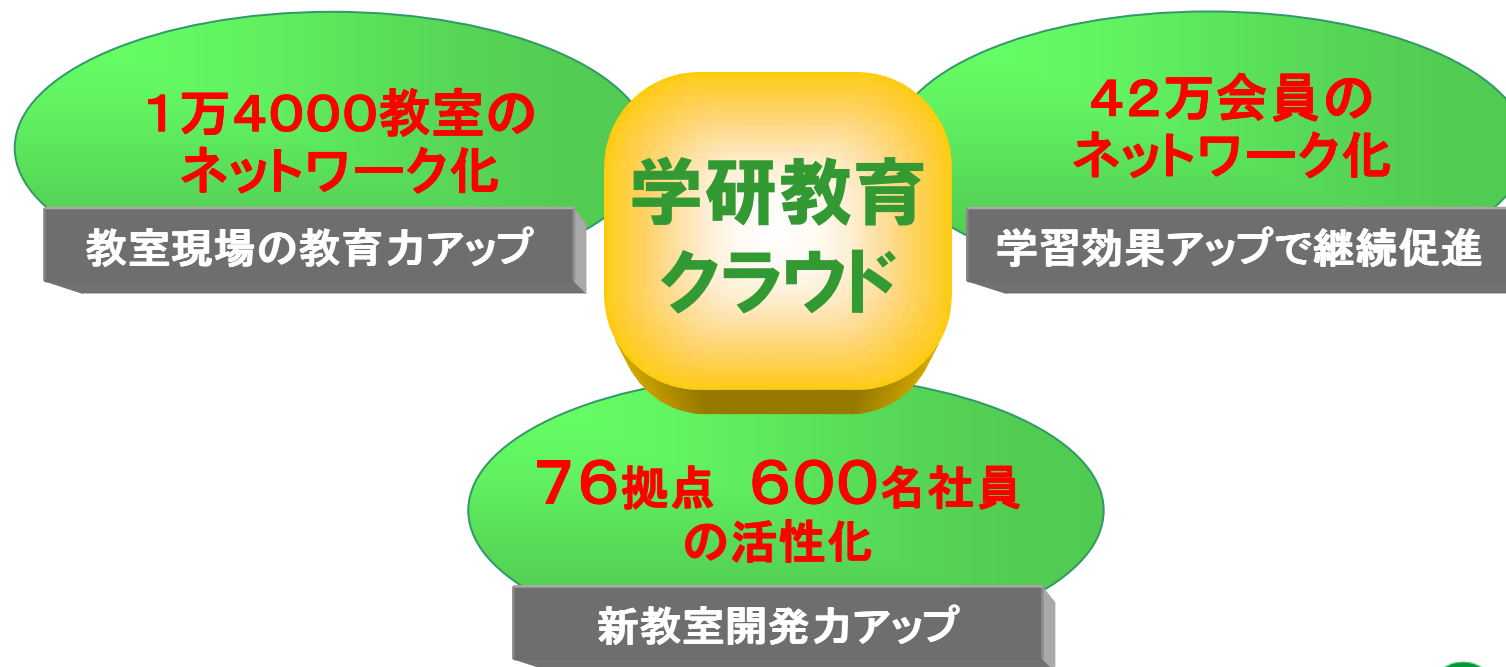 1万4000教室の
ネットワーク化
教室現場の教育力アップ
学研教育
クラウド
42万会員の
ネットワーク化
学習効果アップで継続促進
76拠点 600名社員
の活性化
新教室開発力アップ